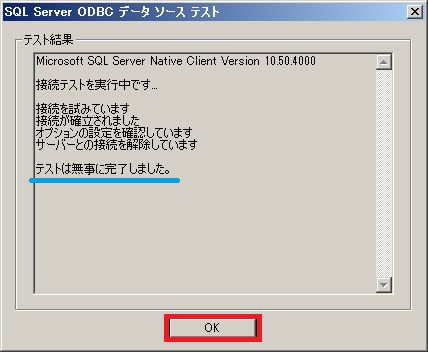 SQL Server ODBC データ ソース テスト
テスト結果
Microsoft SQL Server Native Client Version 10.50.4000
接続テストを実行中です...
接続を試みています
接続が確立されました
オプションの設定を確認しています
サーバーとの接続を解除しています
テストは無事に完了しました。
OK